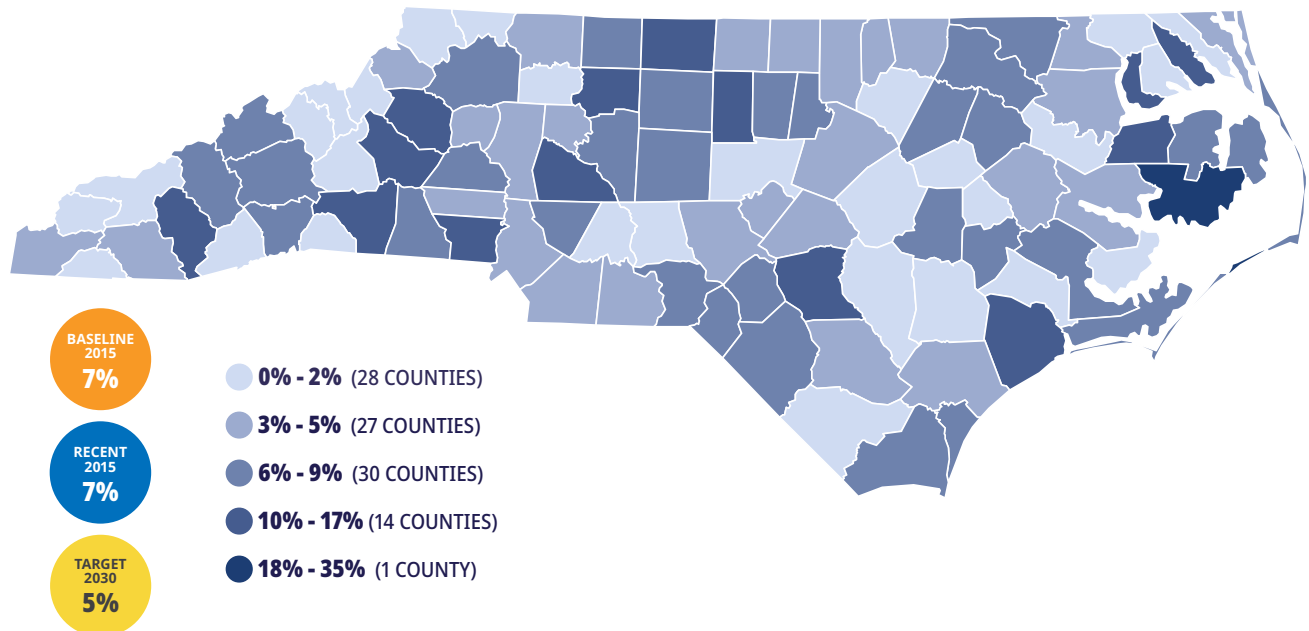 BASELINE
2015
7%
RECENT
2015
7%
TARGET
2030
5%
0% - 2% (28 COUNTIES)
3% - 5% (27 COUNTIES)
6% - 9% (30 COUNTIES)
10% - 17% (14 COUNTIES)
18% - 35% (1 COUNTY)